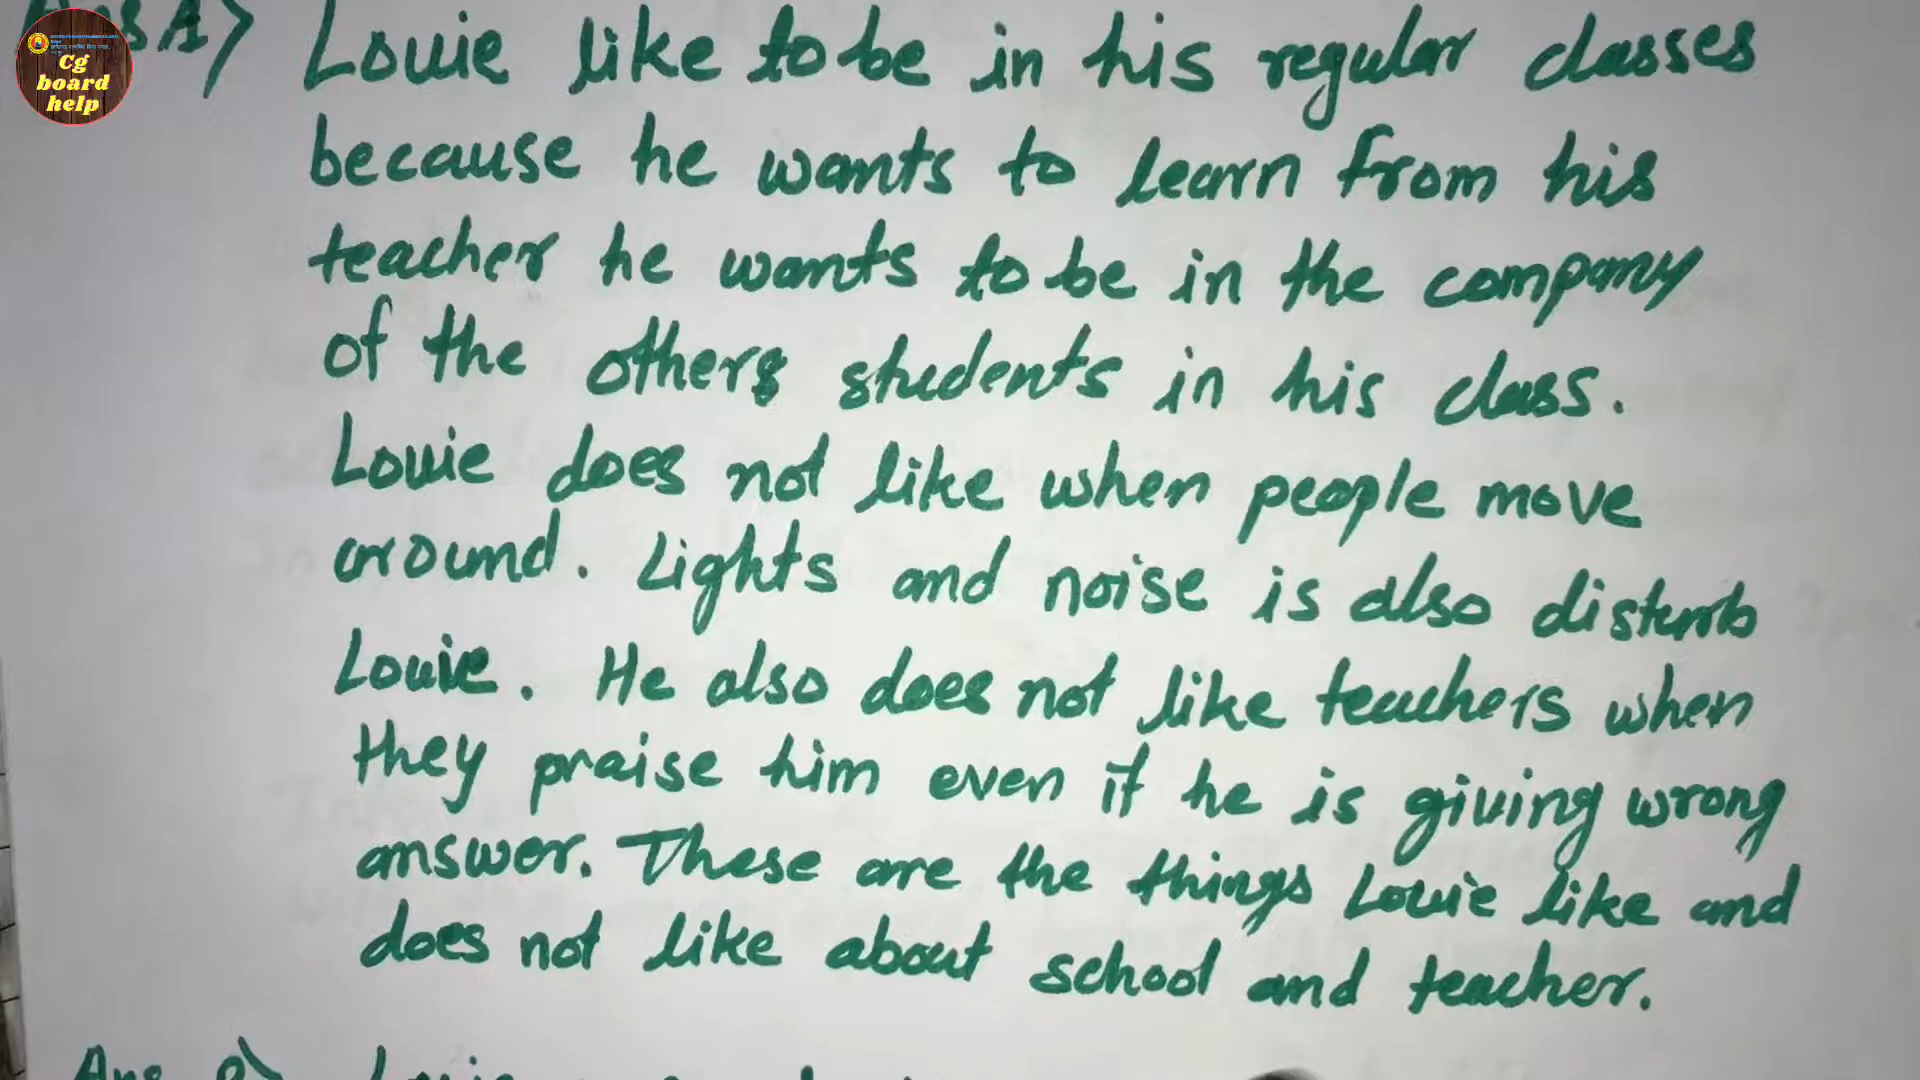 Ans A) Louie like to be in his regular classes
cg
board
help
because he wants to learn from his
teacher he wants to be in the company
of the others students in his class.
Louie does not like when people move
around. Lights and noise is also disturb
Louie. He also does not like teachers when
they praise him even if he is giving wrong
answer. These are the things Louie like and
does not like about school and teacher.
Ans